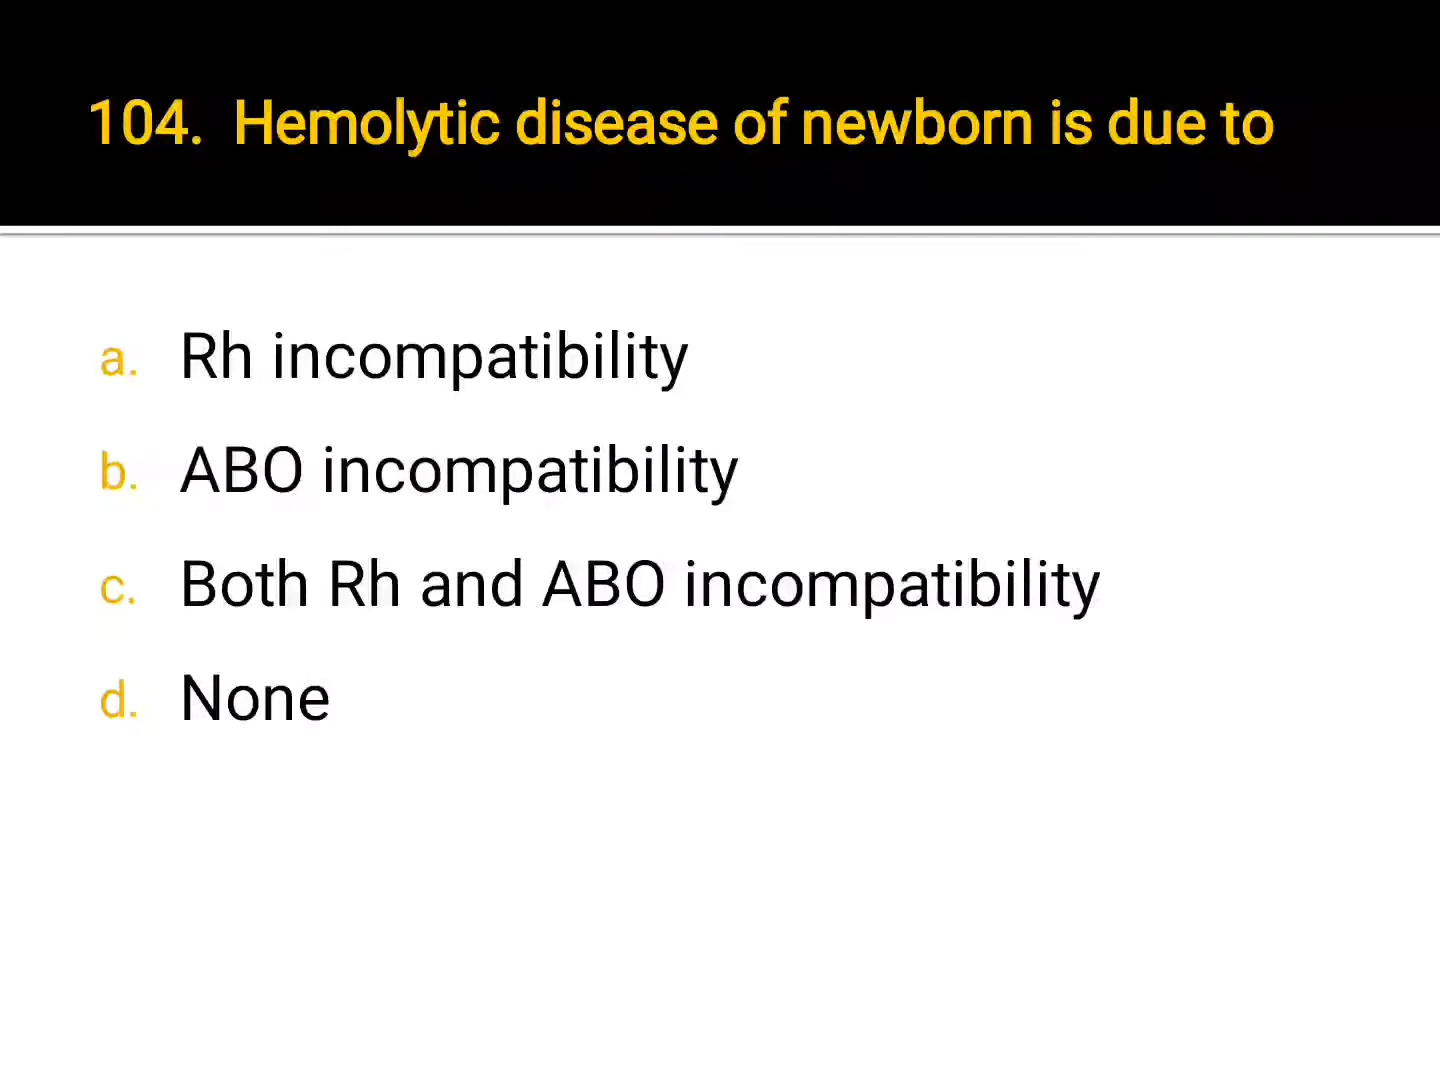 104. Hemolytic disease of newborn is due to
a. Rh incompatibility
b. ABO incompatibility
c. Both Rh and ABO incompatibility
d. None